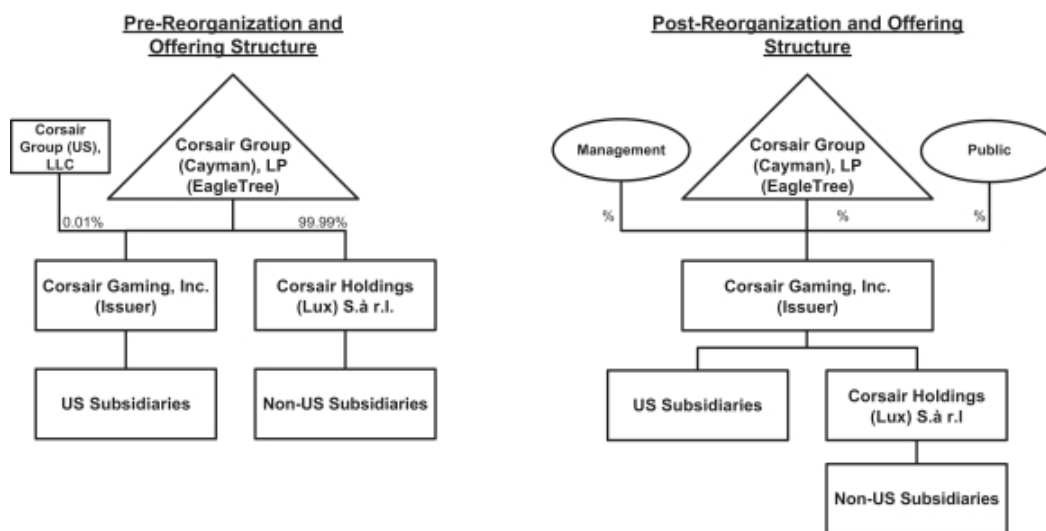 Pre-Reorganization and
Offering Structure
Corsair
Group (US),
LLC
Corsair Group
(Cayman), LP
(EagleTree)
0.01%
99.99%
Corsair Gaming, Inc.
(Issuer)
Corsair Holdings
(Lux) S.à r.l.
US Subsidiaries
Non-US Subsidiaries
Post-Reorganization and Offering
Structure
Management
Corsair Group
(Cayman), LP
(EagleTree)
Public
%
%
%
Corsair Gaming, Inc.
(Issuer)
US Subsidiaries
Corsair Holdings
(Lux) S.à r.l
Non-US Subsidiaries